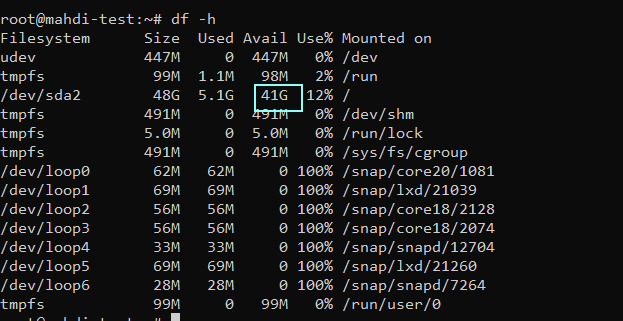 root@mahdi-test:~# df -h
Filesystem      Size  Used Avail Use% Mounted on
udev            447M     0  447M   0% /dev
tmpfs            99M  1.1M   98M   2% /run
/dev/sda2        48G  5.1G   41G  12% /
tmpfs           491M     0  491M   0% /dev/shm
tmpfs           5.0M     0  5.0M   0% /run/lock
tmpfs           491M     0  491M   0% /sys/fs/cgroup
/dev/loop0       62M   62M     0 100% /snap/core20/1081
/dev/loop1       69M   69M     0 100% /snap/lxd/21039
/dev/loop2       56M   56M     0 100% /snap/core18/2128
/dev/loop3       56M   56M     0 100% /snap/core18/2074
/dev/loop4       33M   33M     0 100% /snap/snapd/12704
/dev/loop5       69M   69M     0 100% /snap/lxd/21260
/dev/loop6       28M   28M     0 100% /snap/snapd/7264
tmpfs            99M     0   99M   0% /run/user/0
root@mahdi-test:~#